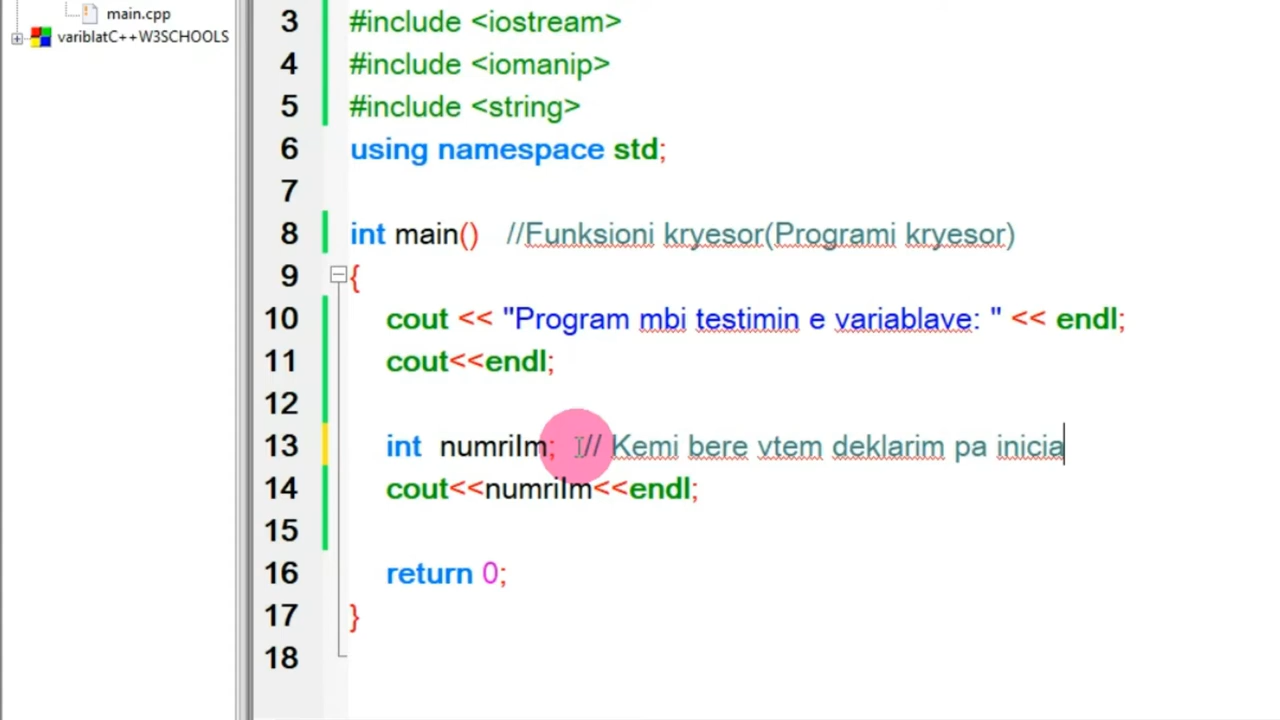 main.cpp
variblatC++W3SCHOOLS
3 #include <iostream>
4 #include <iomanip>
5 #include <string>
6 using namespace std;
7
8 int main() //Funksioni kryesor(Programi kryesor)
9 {
10 cout << "Program mbi testimin e variablave: " << endl;
11 cout<<endl;
12
13 int numriIm; // Kemi bere vtem deklarim pa inicia
14 cout<<numriIm<<endl;
15
16 return 0;
17 }
18